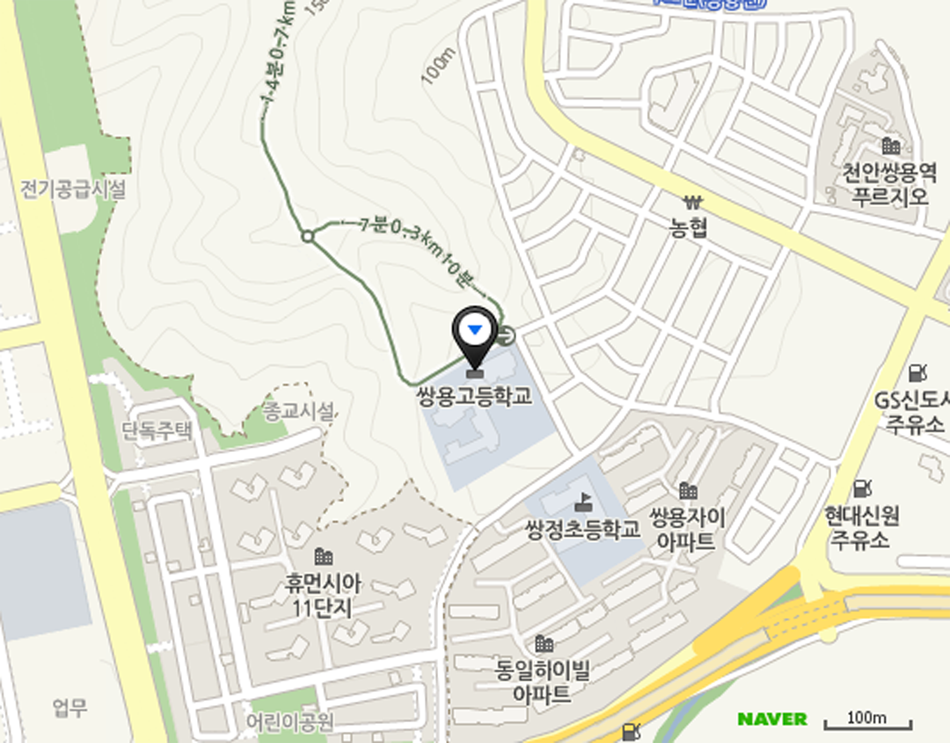 14분0.7km
100m
7분0.3km10분
전기공급시설
천안쌍용역
푸르지오
₩
농협
쌍용고등학교
종교시설
단독주택
GS신도시
주유소
현대신원
주유소
쌍정초등학교
쌍용자이
아파트
휴먼시아
11단지
동일하이빌
아파트
업무
어린이공원
NAVER
100m